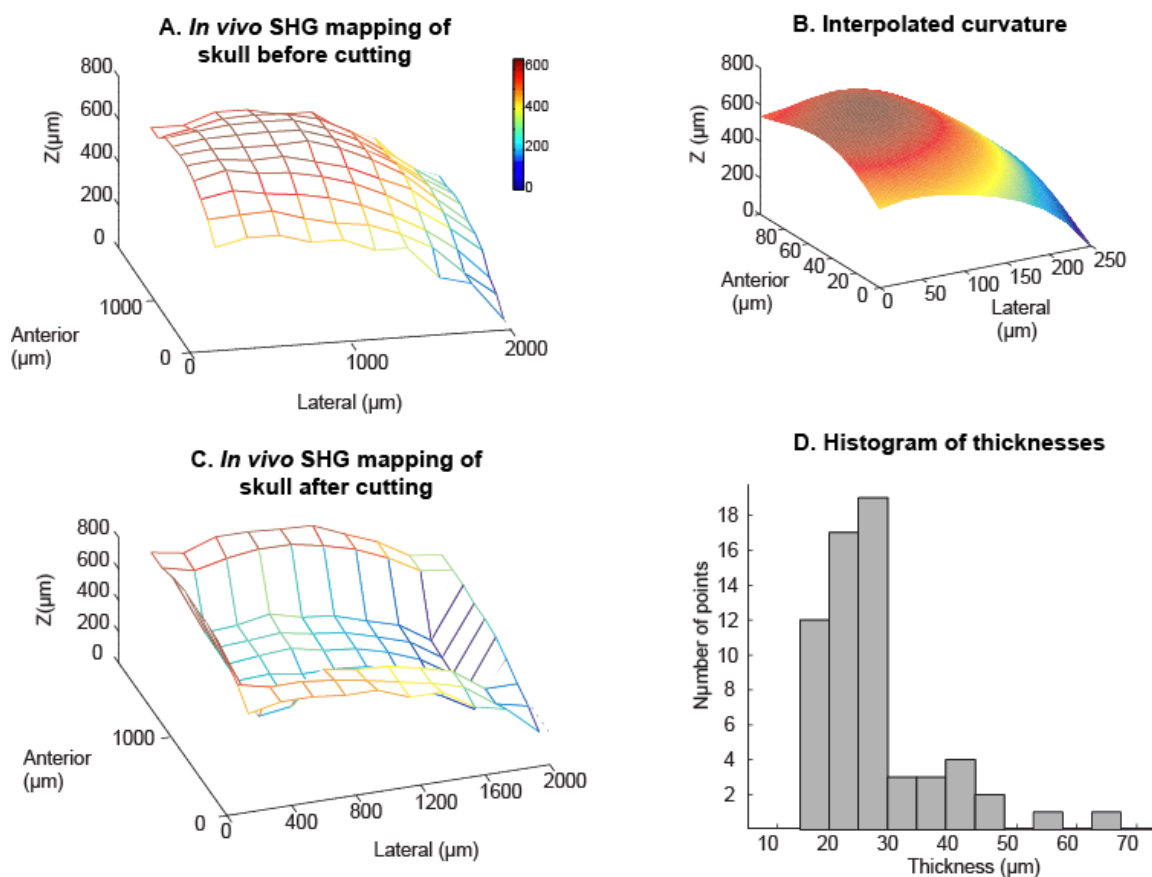 A. In vivo SHG mapping of
skull before cutting
800
600
400
200
0
Z(µm)
600
400
200
0
1000
0
Anterior
(µm)
0
1000
2000
Lateral (µm)
B. Interpolated curvature
800
600
400
200
0
Z (µm)
80
60
40
20
0
Anterior
(µm)
0
50
100
150
200
250
Lateral
(µm)
C. In vivo SHG mapping of
skull after cutting
800
600
400
200
0
Z(µm)
1000
0
Anterior
(µm)
0
400
800
1200
1600
2000
Lateral (µm)
D. Histogram of thicknesses
18
16
14
12
10
8
6
4
2
Nµmber of points
10 20 30 40 50 60 70
Thickness (µm)